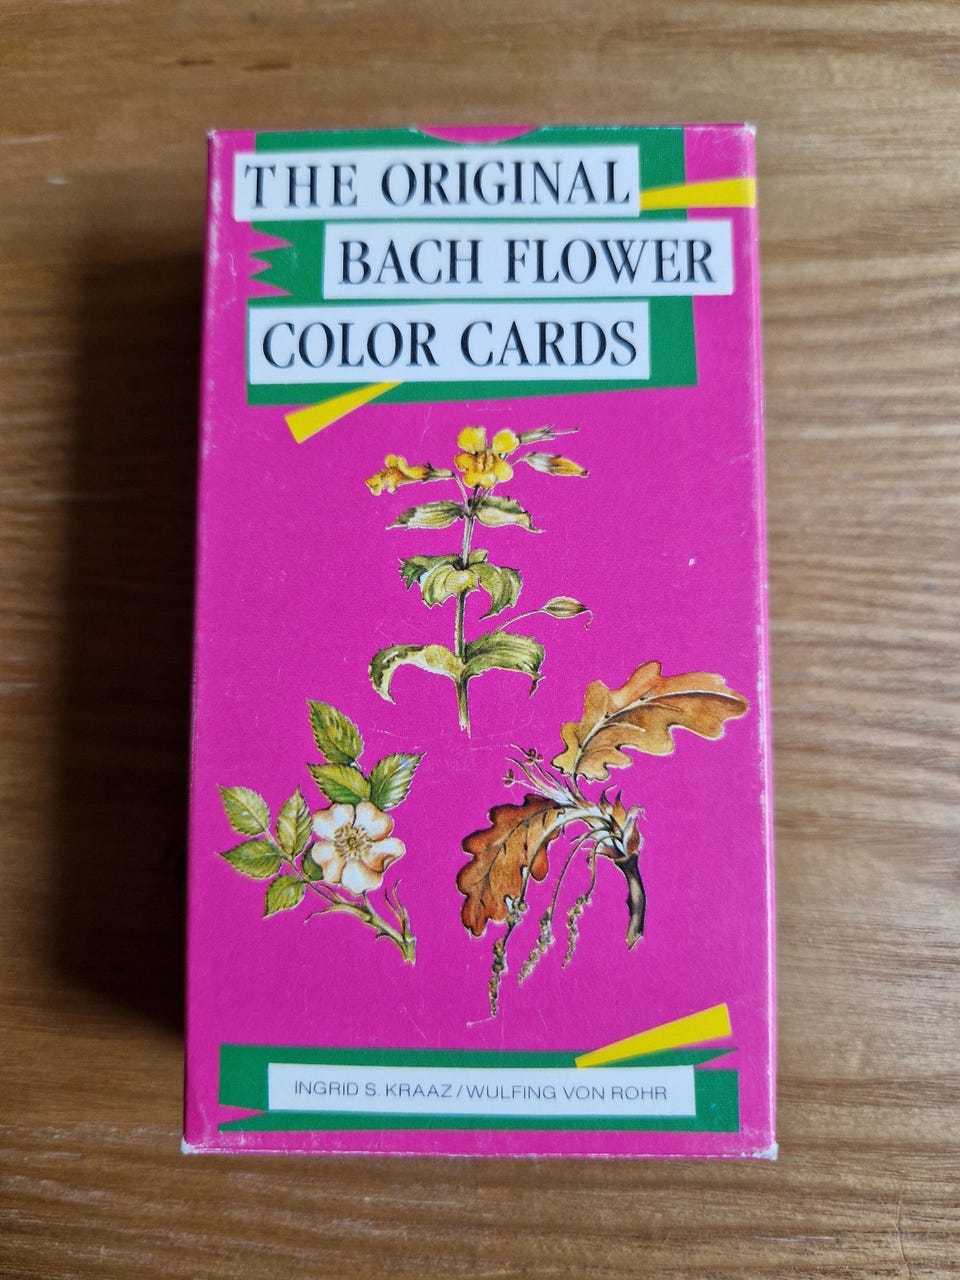 THE ORIGINAL
BACH FLOWER
COLOR CARDS
INGRID S. KRAAZ/WULFING VON ROHR